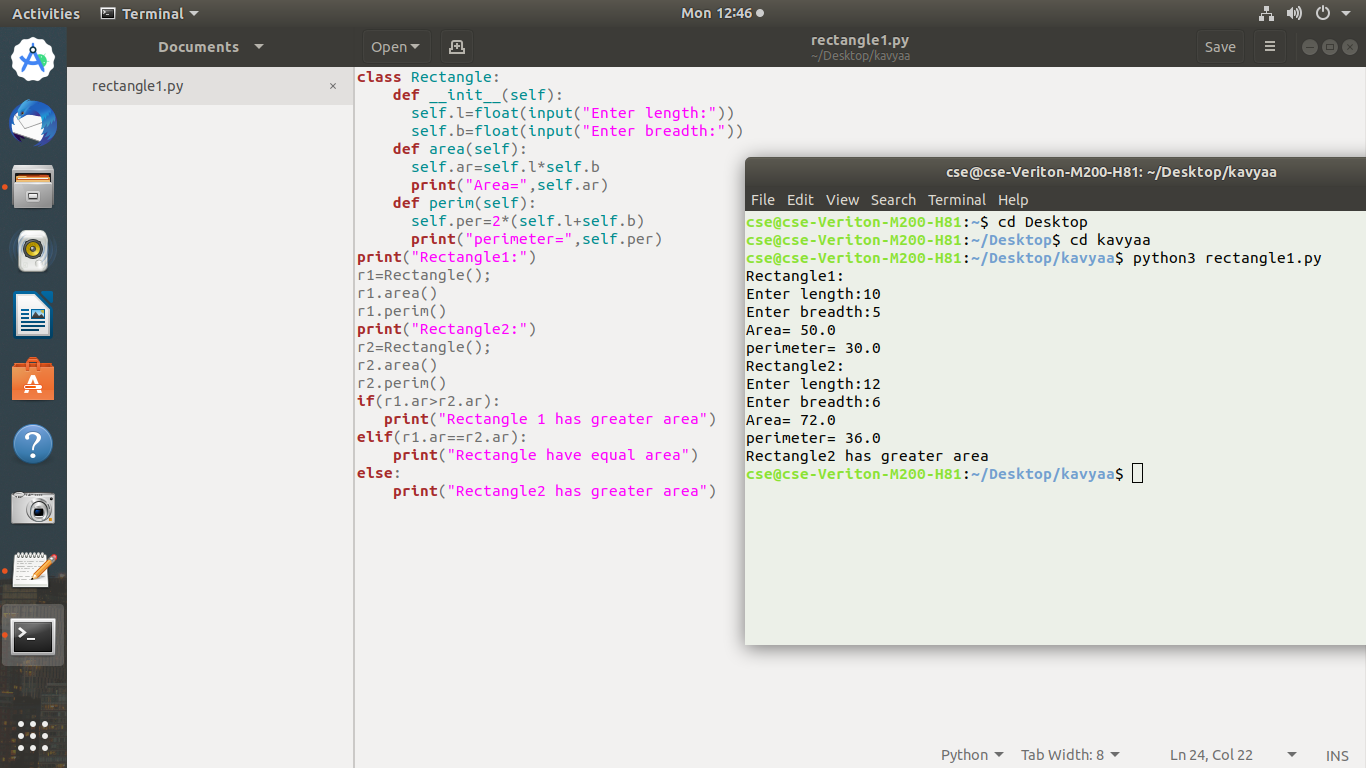 Activities Terminal Mon 12:46
Documents Open rectangle1.py Save
~/Desktop/kavyaa
rectangle1.py ×
class Rectangle:
    def __init__(self):
      self.l=float(input("Enter length:"))
      self.b=float(input("Enter breadth:"))
    def area(self):
      self.ar=self.l*self.b
      print("Area=",self.ar)
    def perim(self):
      self.per=2*(self.l+self.b)
      print("perimeter=",self.per)
print("Rectangle1:")
r1=Rectangle();
r1.area()
r1.perim()
print("Rectangle2:")
r2=Rectangle();
r2.area()
r2.perim()
if(r1.ar>r2.ar):
   print("Rectangle 1 has greater area")
elif(r1.ar==r2.ar):
    print("Rectangle have equal area")
else:
    print("Rectangle2 has greater area")
cse@cse-Veriton-M200-H81: ~/Desktop/kavyaa
File Edit View Search Terminal Help
cse@cse-Veriton-M200-H81:~$ cd Desktop
cse@cse-Veriton-M200-H81:~/Desktop$ cd kavyaa
cse@cse-Veriton-M200-H81:~/Desktop/kavyaa$ python3 rectangle1.py
Rectangle1:
Enter length:10
Enter breadth:5
Area= 50.0
perimeter= 30.0
Rectangle2:
Enter length:12
Enter breadth:6
Area= 72.0
perimeter= 36.0
Rectangle2 has greater area
cse@cse-Veriton-M200-H81:~/Desktop/kavyaa$
Python Tab Width: 8 Ln 24, Col 22 INS